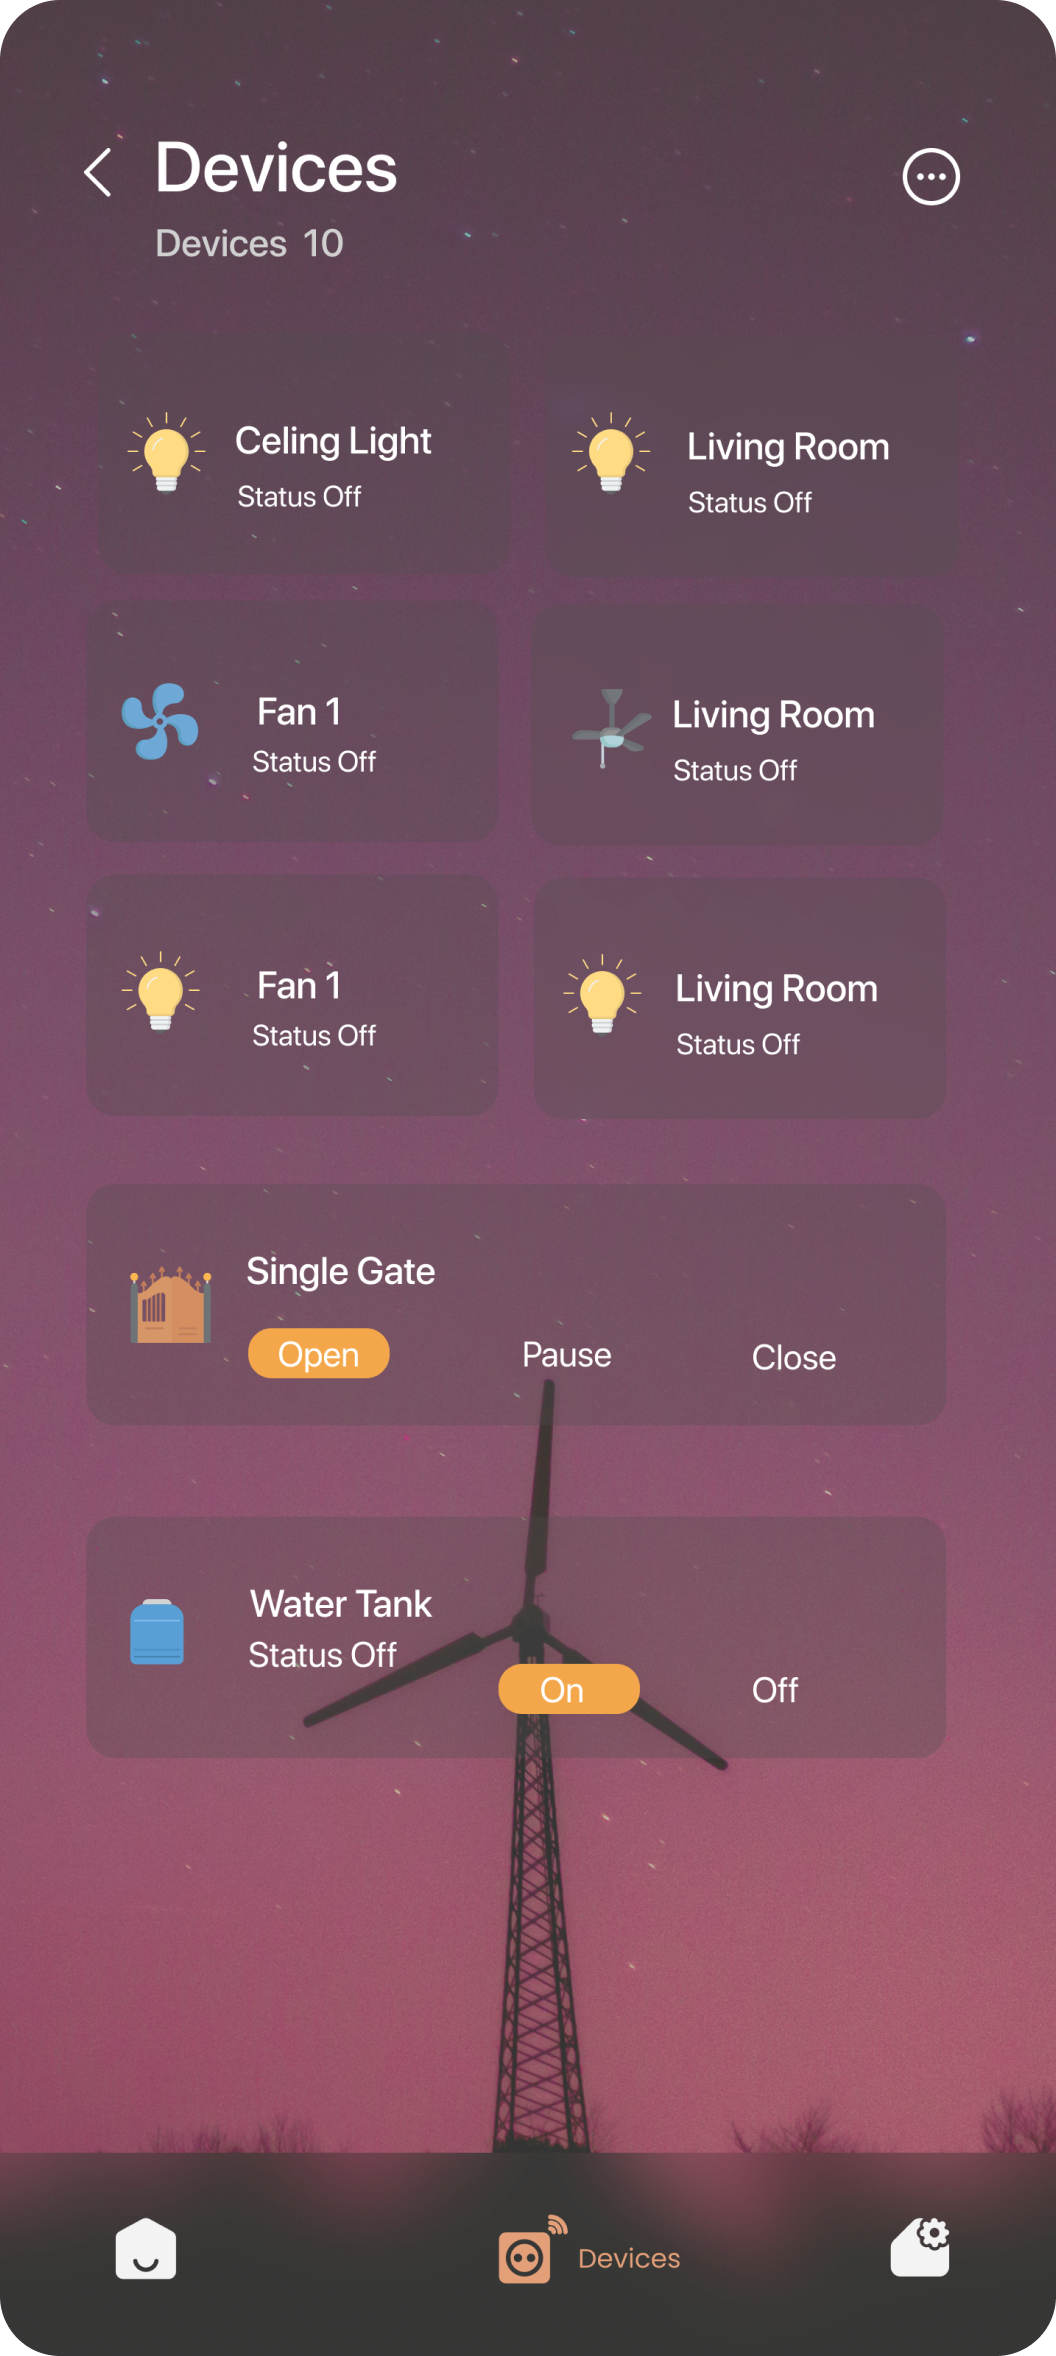 Devices
Devices 10
Celing Light
Status Off
Living Room
Status Off
Fan 1
Status Off
Living Room
Status Off
Fan 1
Status Off
Living Room
Status Off
Single Gate
Open Pause Close
Water Tank
Status Off
On Off
Devices